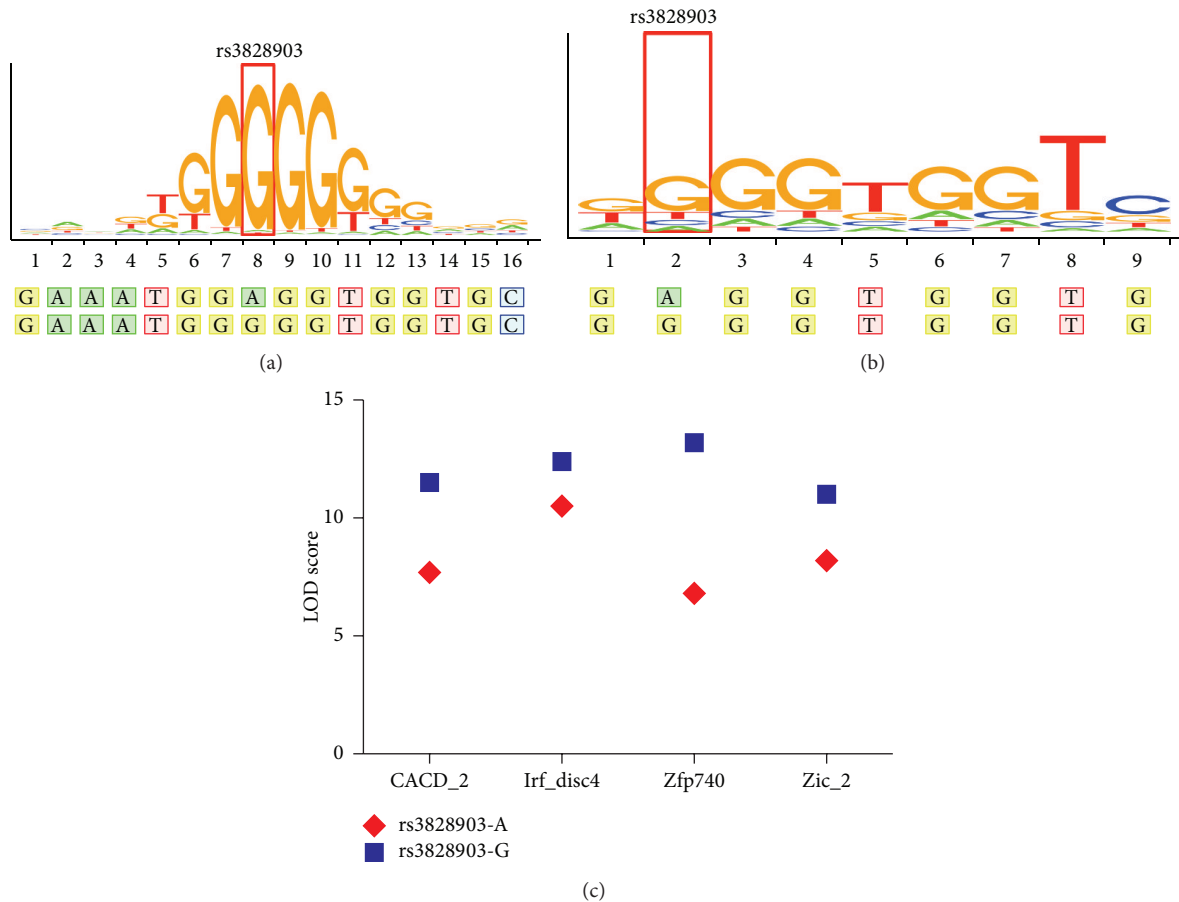 rs3828903
1 2 3 4 5 6 7 8 9 10 11 12 13 14 15 16
G A A A T G G A G G T G G T G C
G A A A T G G G G G T G G T G C
(a)
rs3828903
1 2 3 4 5 6 7 8 9
G A G G T G G T G
G G G G T G G T G
(b)
15
10
5
0
LOD score
CACD_2 Irf_disc4 Zfp740 Zic_2
rs3828903-A
rs3828903-G
(c)